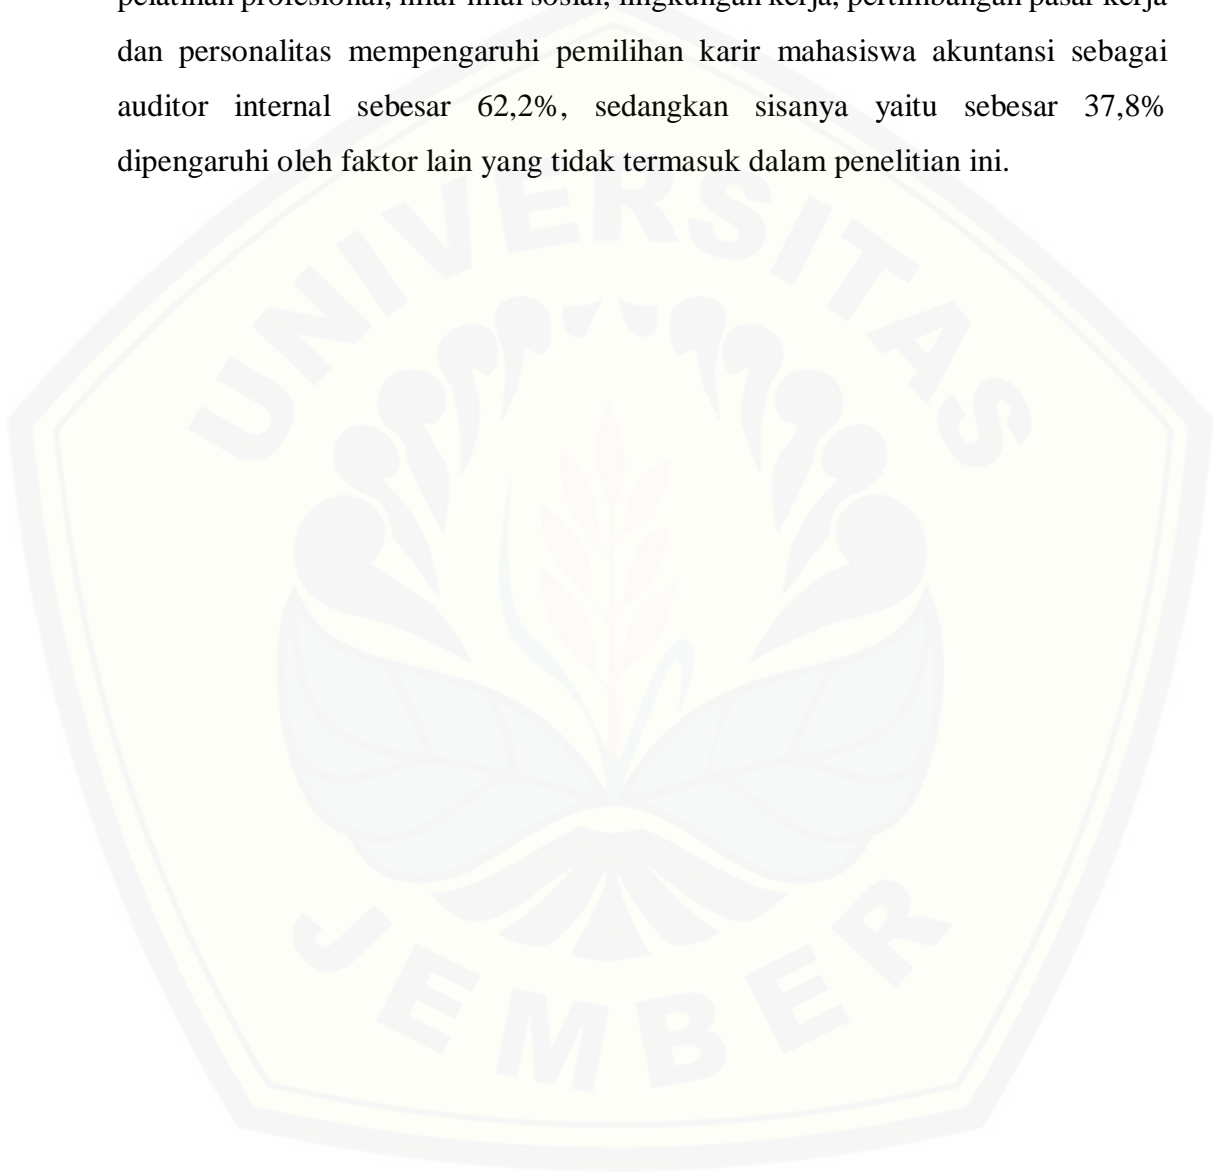 pelatihan profesional, nilai-nilai sosial, lingkungan kerja, pertimbangan pasar kerja
dan personalitas mempengaruhi pemilihan karir mahasiswa akuntansi sebagai
auditor internal sebesar 62,2%, sedangkan sisanya yaitu sebesar 37,8%
dipengaruhi oleh faktor lain yang tidak termasuk dalam penelitian ini.
UNIVERSITAS
JEMBER